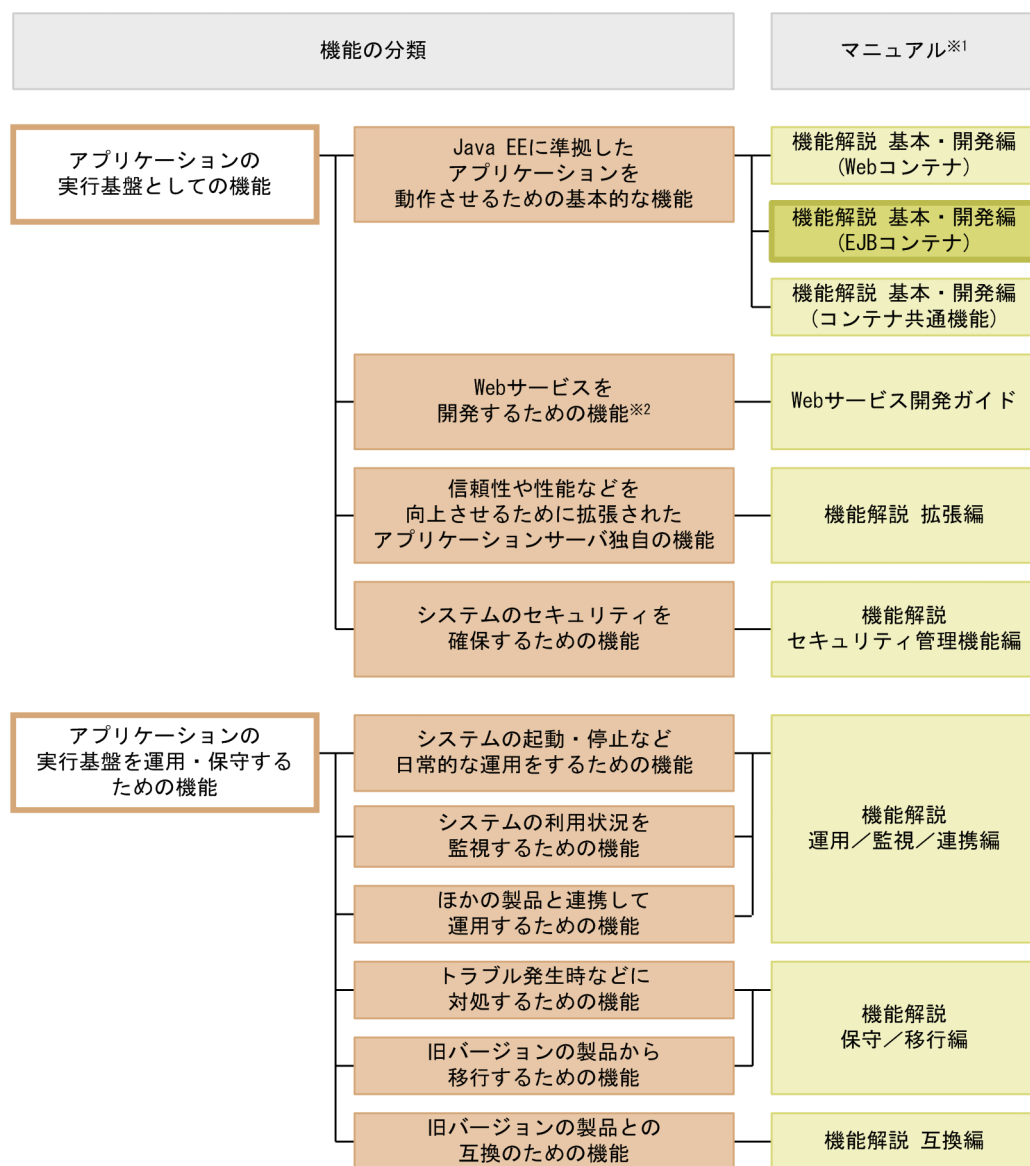 機能の分類
マニュアル※1
アプリケーションの
実行基盤としての機能
Java EEに準拠した
アプリケーションを
動作させるための基本的な機能
機能解説 基本・開発編
(Webコンテナ)
機能解説 基本・開発編
(EJBコンテナ)
機能解説 基本・開発編
(コンテナ共通機能)
Webサービスを
開発するための機能※2
Webサービス開発ガイド
信頼性や性能などを
向上させるために拡張された
アプリケーションサーバ独自の機能
機能解説 拡張編
システムのセキュリティを
確保するための機能
機能解説
セキュリティ管理機能編
アプリケーションの
実行基盤を運用・保守する
ための機能
システムの起動・停止など
日常的な運用をするための機能
システムの利用状況を
監視するための機能
ほかの製品と連携して
運用するための機能
機能解説
運用／監視／連携編
トラブル発生時などに
対処するための機能
旧バージョンの製品から
移行するための機能
機能解説
保守／移行編
旧バージョンの製品との
互換のための機能
機能解説 互換編